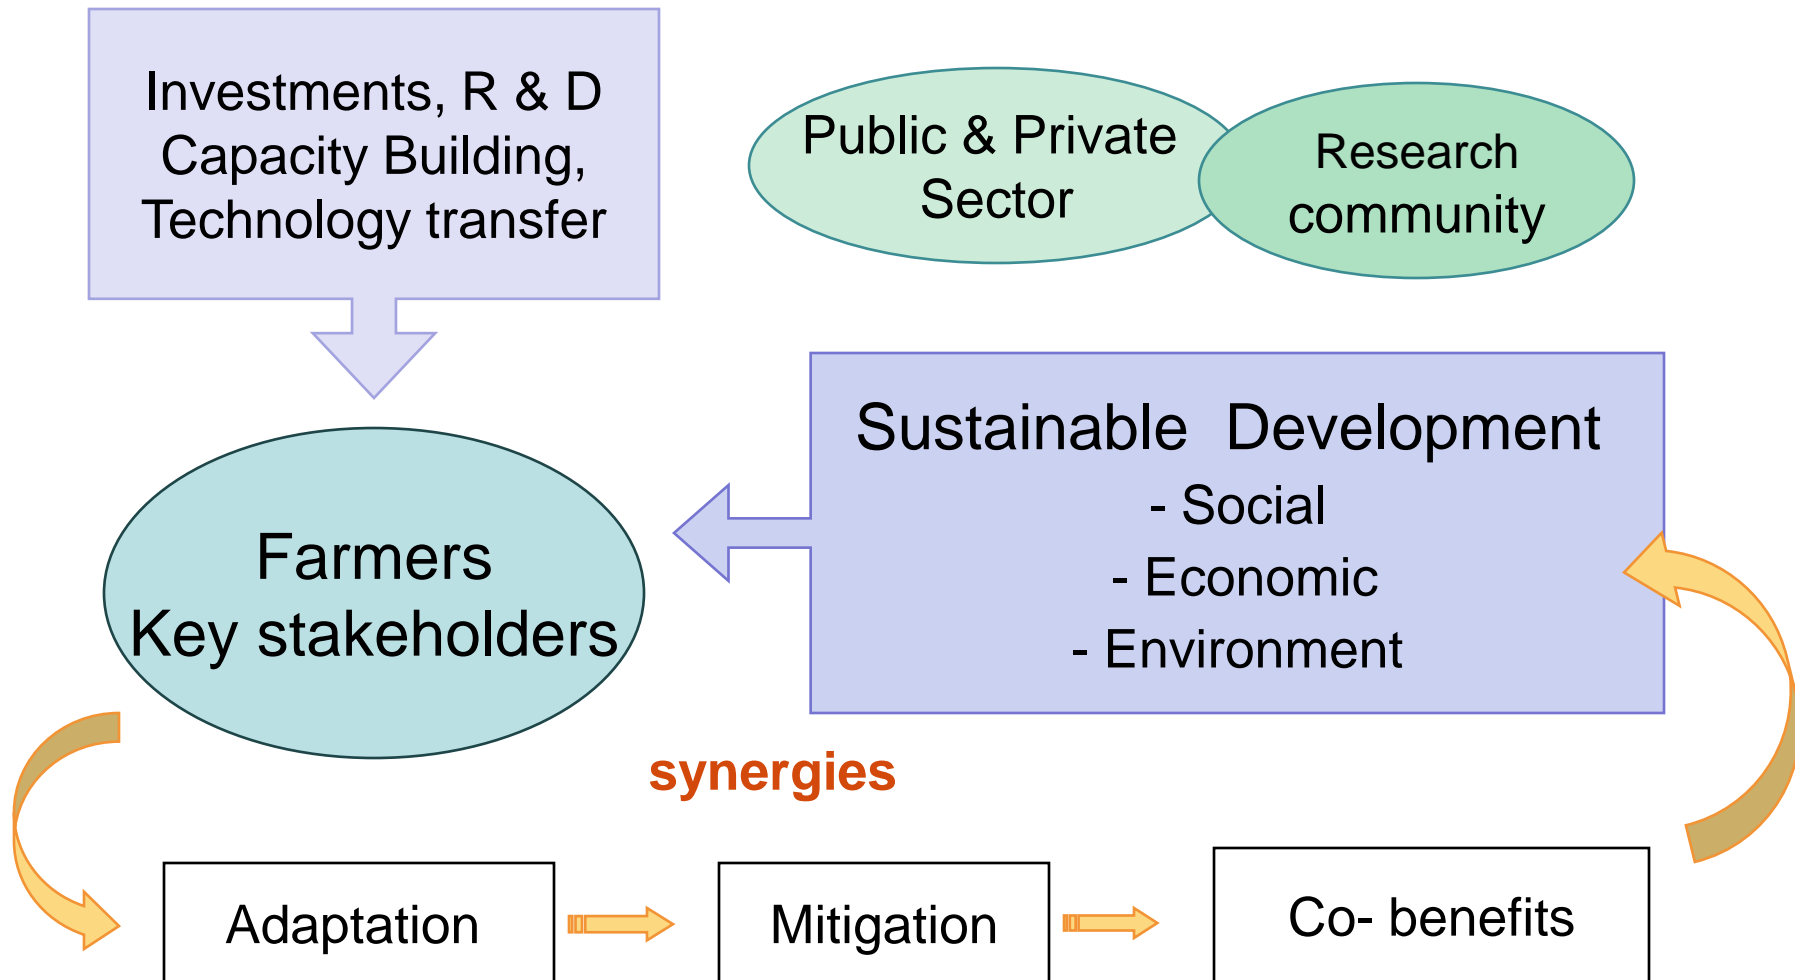 Investments, R & D
Capacity Building,
Technology transfer
Public & Private
Sector
Research
community
Sustainable  Development
- Social
- Economic
- Environment
Farmers
Key stakeholders
synergies
Adaptation
Mitigation
Co- benefits